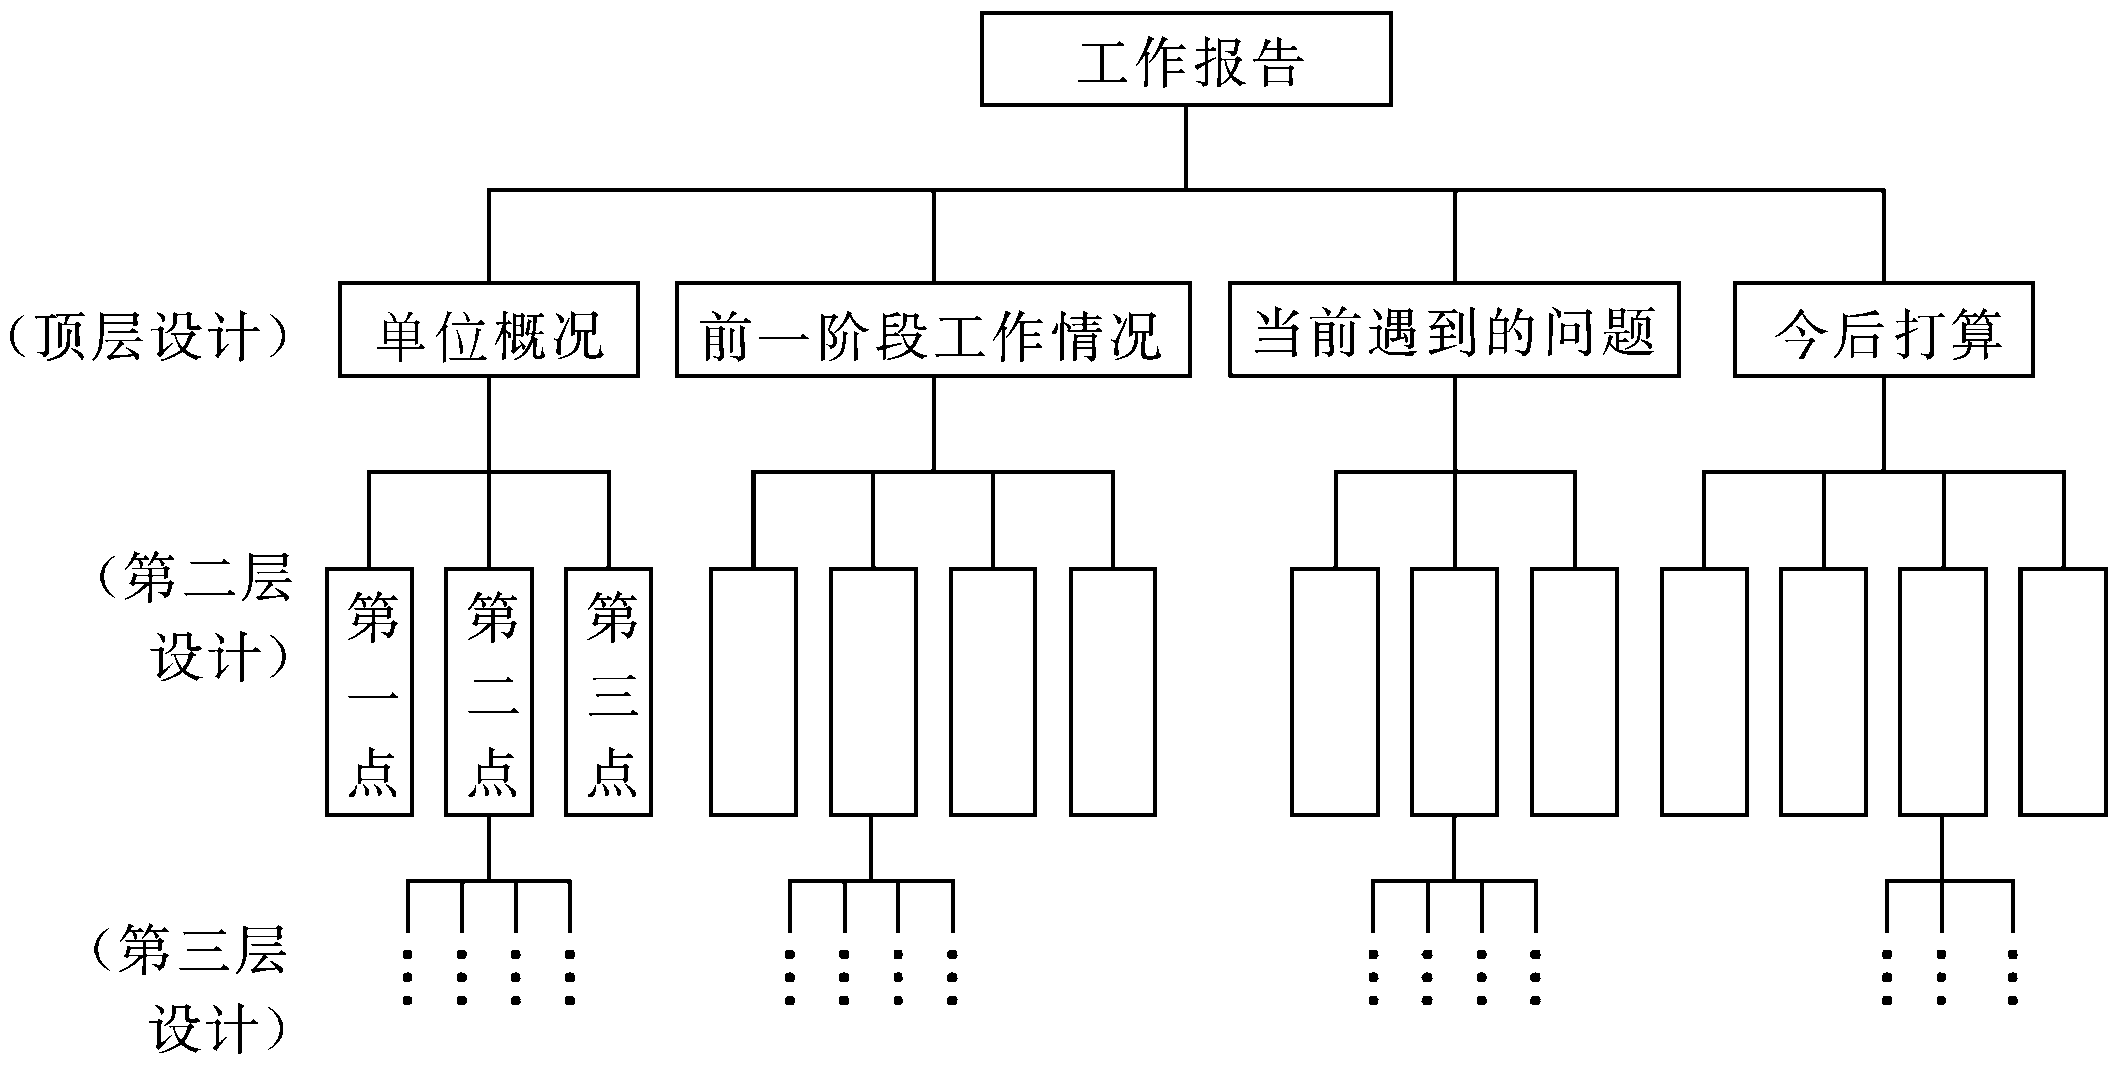 工作报告
（顶层设计）
单位概况
前一阶段工作情况
当前遇到的问题
今后打算
（第二层
设计）
第一点
第二点
第三点
（第三层
设计）